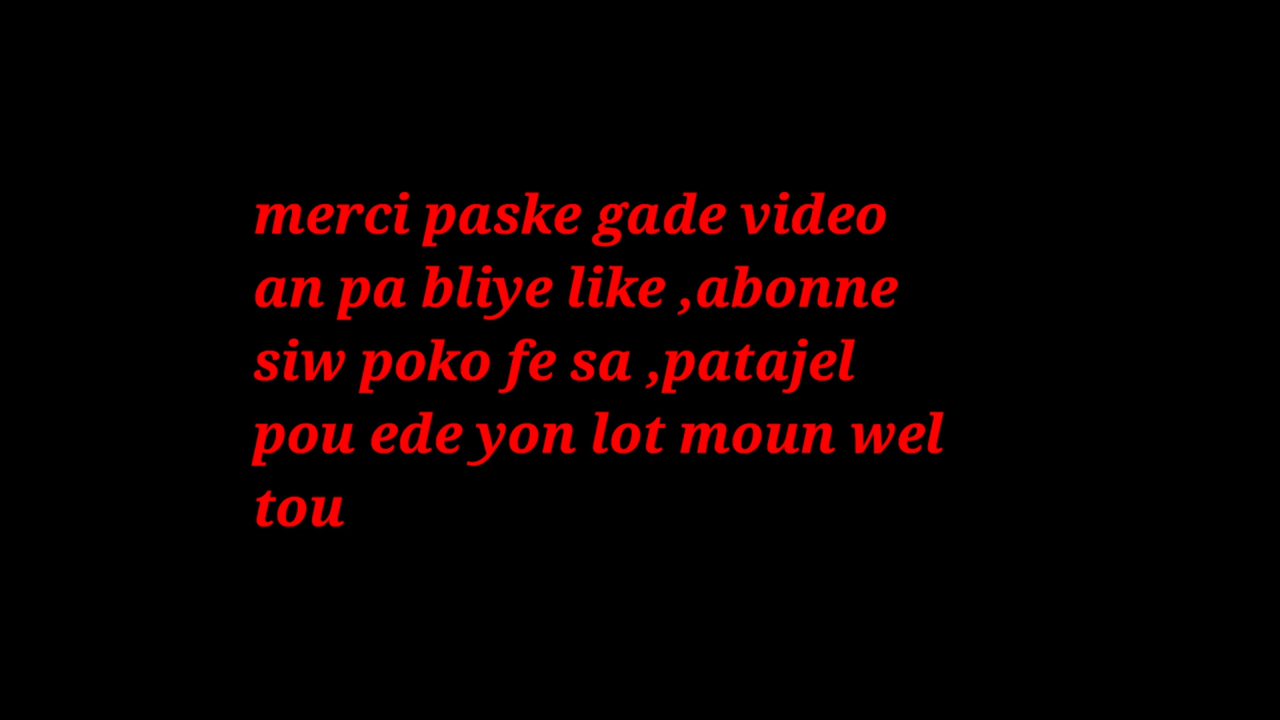 merci paske gade video
an pa bliye like ,abonne
siw poko fe sa ,patajel
pou ede yon lot moun wel
tou